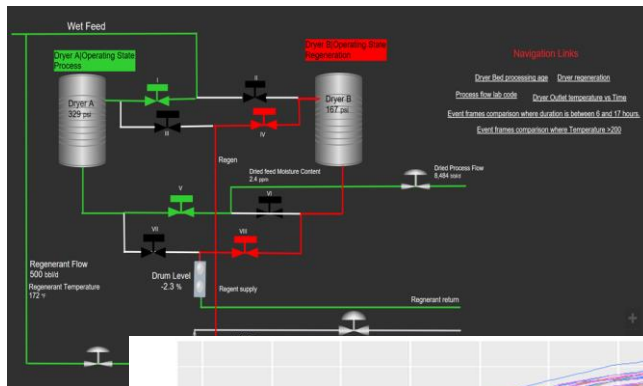 Wet Feed
Dryer A|Operating State
Process
Dryer B|Operating State
Regeneration
Navigation Links
Dryer Bed processing age Dryer regeneration
Process flow lab code Dryer Outlet temperature vs Time
Event frames comparison where duration is between 6 and 17 hours.
Event frames comparison where Temperature >200
I
II
Dryer A
329 psi
Dryer B
167 psi
III
IV
Regen
Dried feed Moisture Content
2.4 ppm
Dried Process Flow
8,484 bbl/d
V
VI
VII
VIII
Regenerant Flow
500 bbl/d
Regenerant Temperature
172 °F
Drum Level
-2.3 %
Regent supply
Regnerant return